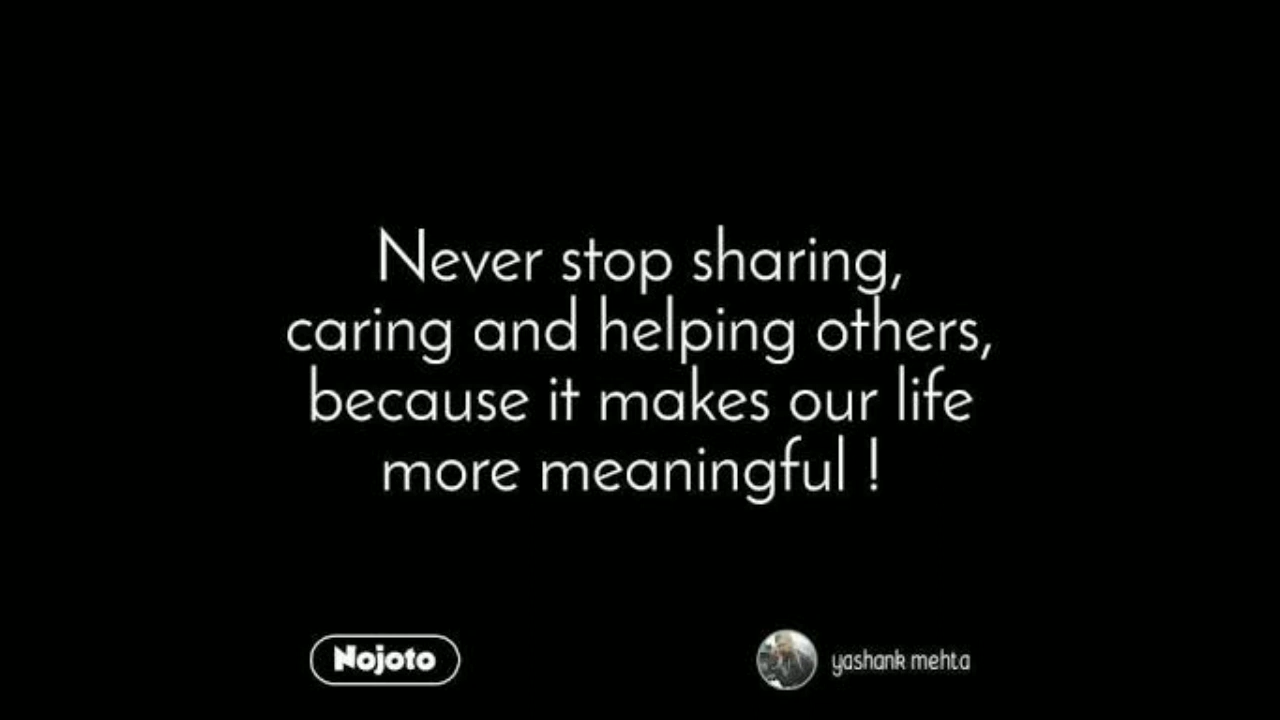 Never stop sharing,
caring and helping others,
because it makes our life
more meaningful !
Nojoto
yashank mehta